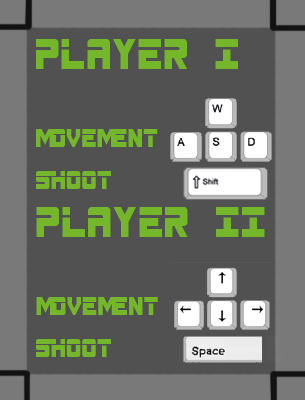 PLAYER I
W
MOVEMENT A S D
SHOOT ⇧ Shift
PLAYER II
↑
MOVEMENT ← ↓ →
SHOOT Space